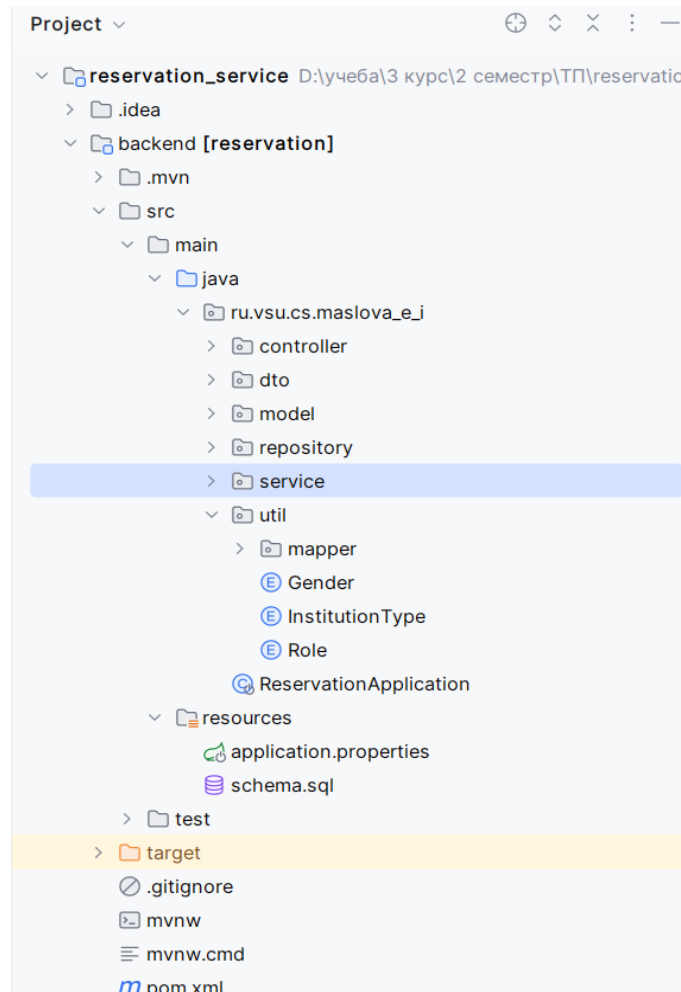 Project
reservation_service D:\учеба\3 курс\2 семестр\ТП\reservatic
.idea
backend [reservation]
.mvn
src
main
java
ru.vsu.cs.maslova_e_i
controller
dto
model
repository
service
util
mapper
E Gender
E InstitutionType
E Role
C ReservationApplication
resources
application.properties
schema.sql
test
target
.gitignore
mvnw
mvnw.cmd
m pom.xml